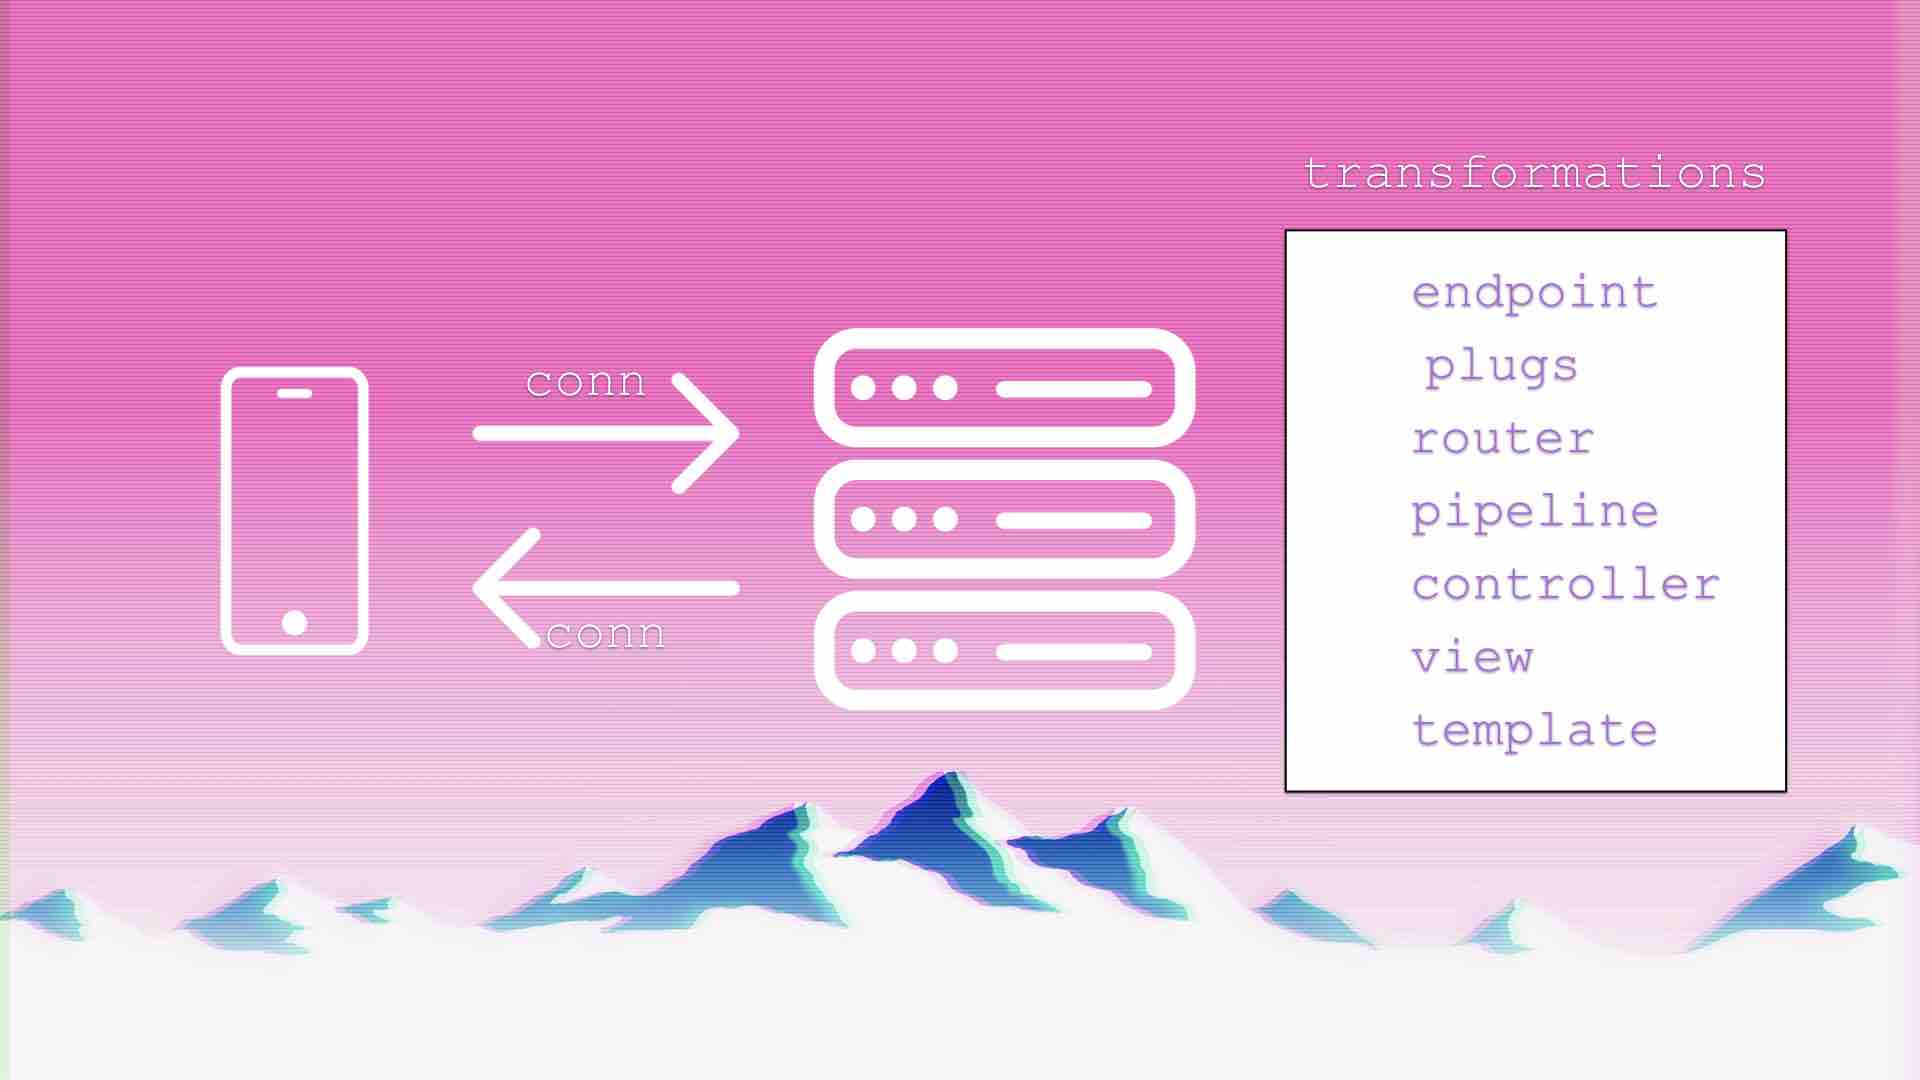 transformations
endpoint
plugs
router
pipeline
controller
view
template
conn
conn